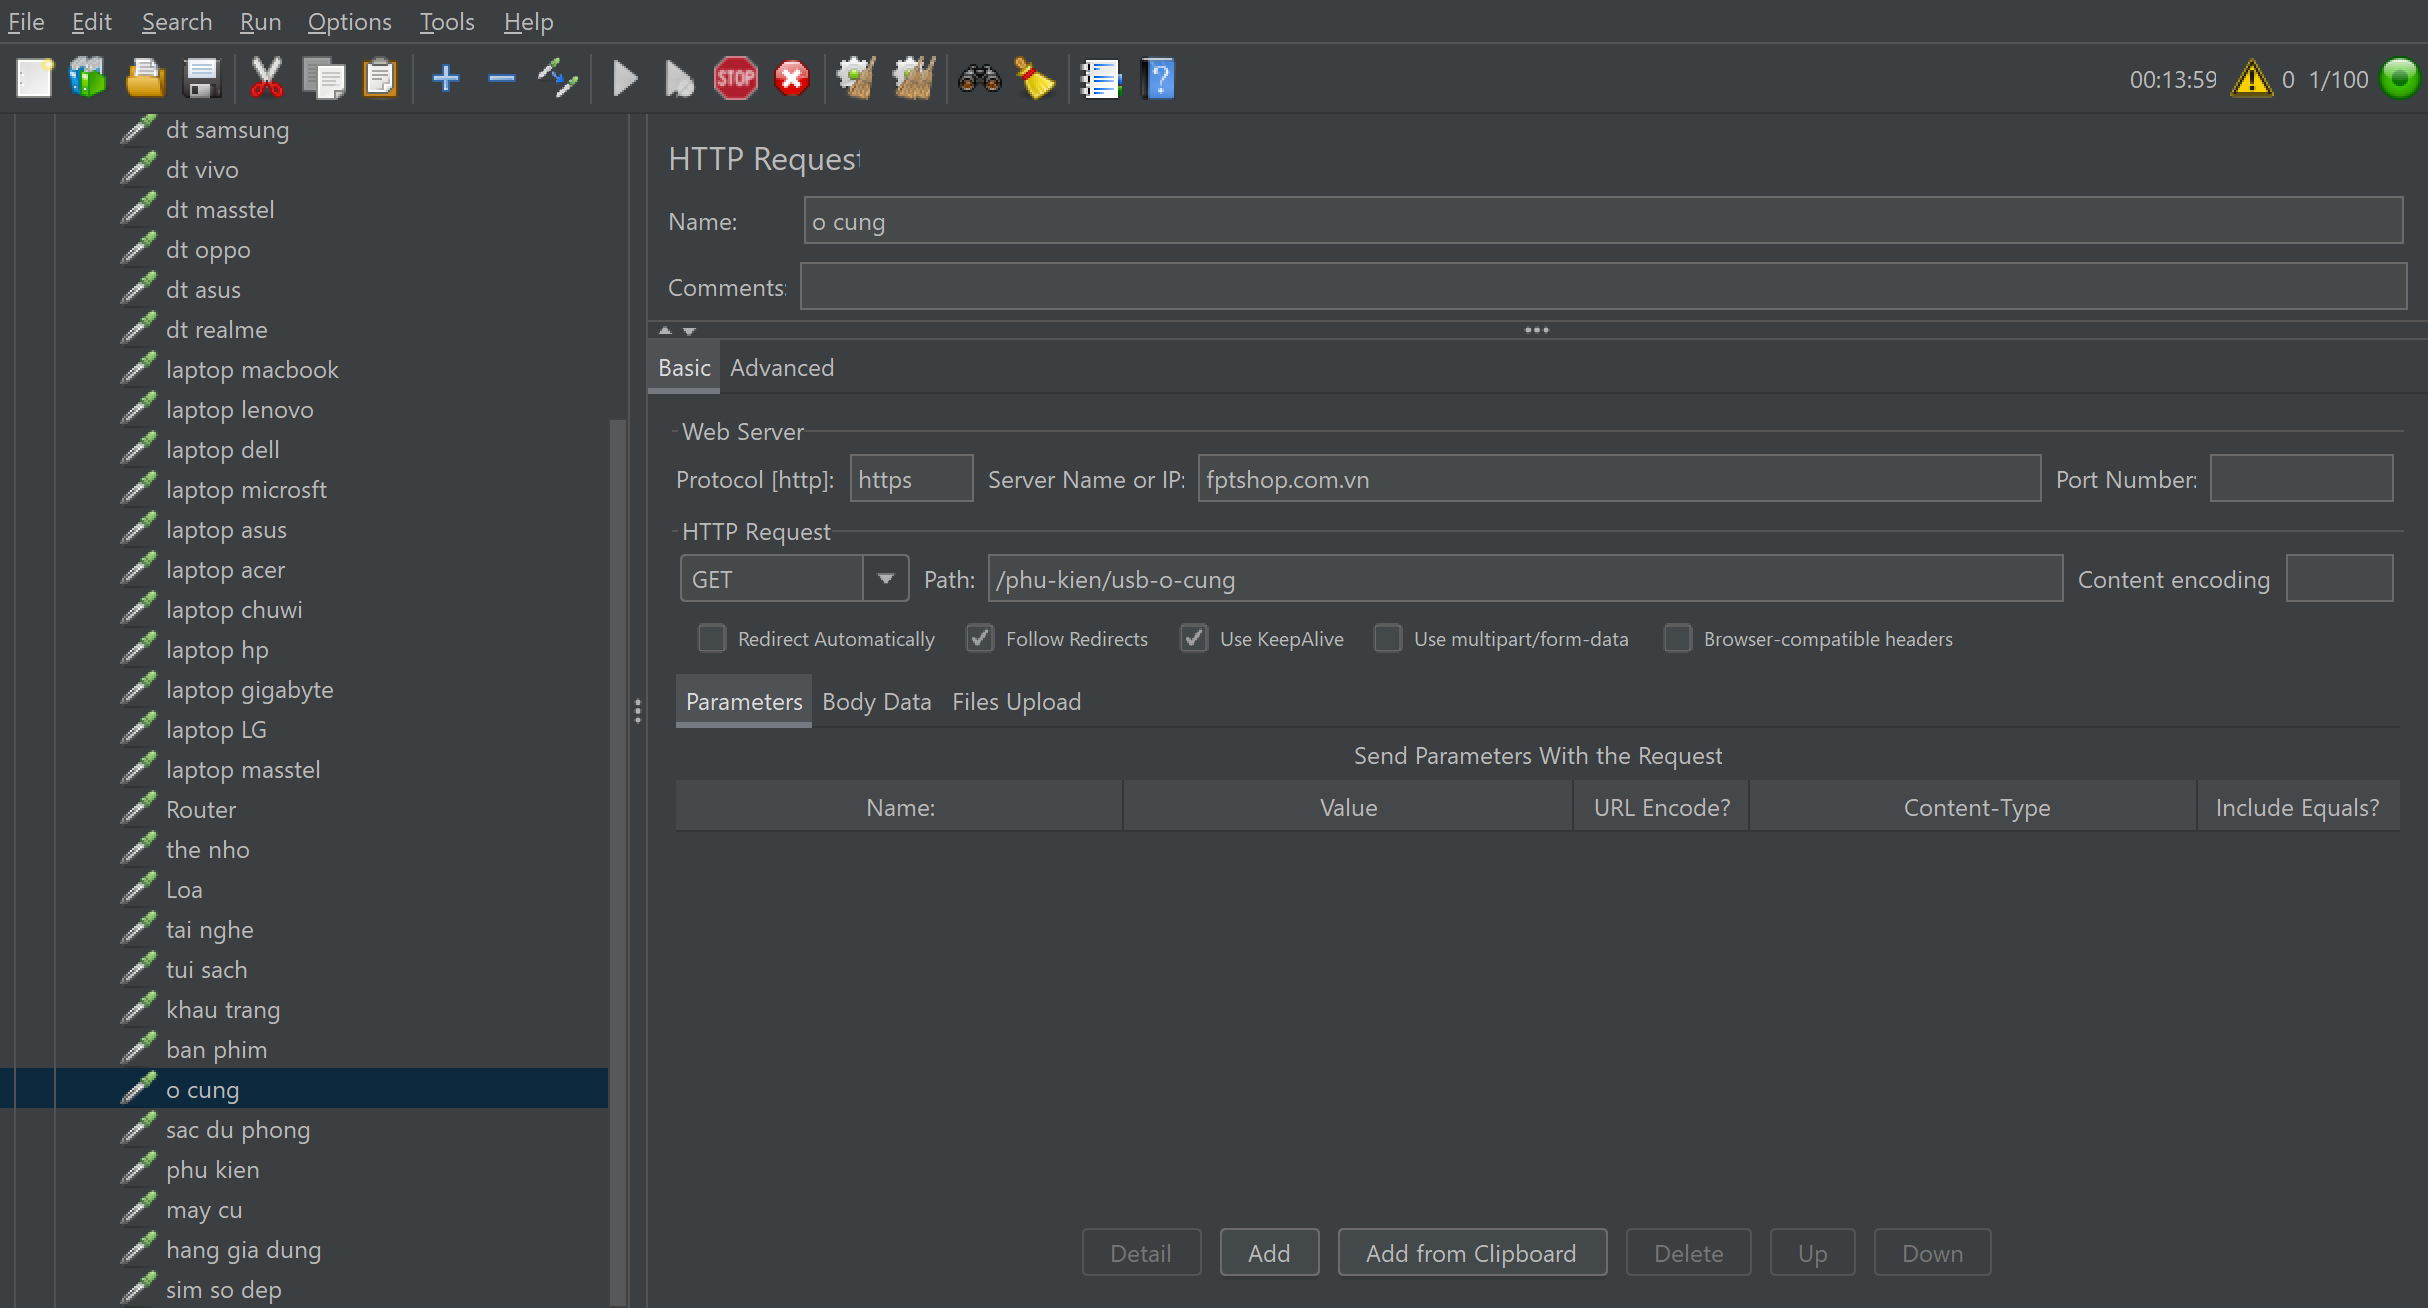 File Edit Search Run Options Tools Help
STOP ? 00:13:59 0 1/100
dt samsung
dt vivo
dt masstel
dt oppo
dt asus
dt realme
laptop macbook
laptop lenovo
laptop dell
laptop microsft
laptop asus
laptop acer
laptop chuwi
laptop hp
laptop gigabyte
laptop LG
laptop masstel
Router
the nho
Loa
tai nghe
tui sach
khau trang
ban phim
o cung
sac du phong
phu kien
may cu
hang gia dung
sim so dep
HTTP Request
Name: o cung
Comments:
Basic Advanced
Web Server
Protocol [http]: https Server Name or IP: fptshop.com.vn Port Number:
HTTP Request
GET Path: /phu-kien/usb-o-cung Content encoding
Redirect Automatically Follow Redirects Use KeepAlive Use multipart/form-data Browser-compatible headers
Parameters Body Data Files Upload
Send Parameters With the Request
Name: Value URL Encode? Content-Type Include Equals?
Detail Add Add from Clipboard Delete Up Down